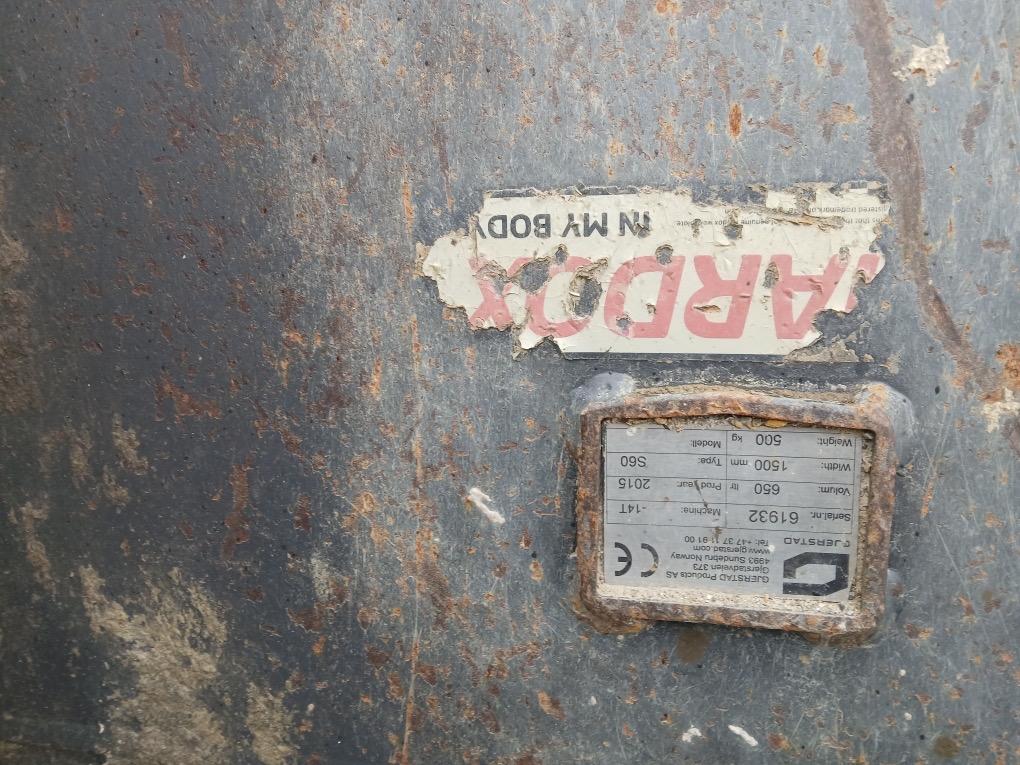 GJERSTAD
GJERSTAD Products AS
Gjerstadveien 373
4993 Sundebru Norway
www.gjerstad.com
Tel: +47 37 11 91 00
CE
Serial.nr: 61932 Machine: -14T
Volum: 650 ltr Prod year: 2015
Width: 1500 mm Type: S60
Weight: 500 kg Modell:
ARDOX
IN MY BODY